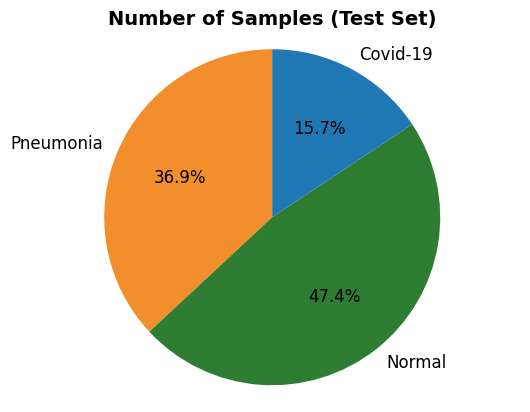 Number of Samples (Test Set)
Covid-19
15.7%
Pneumonia
36.9%
47.4%
Normal